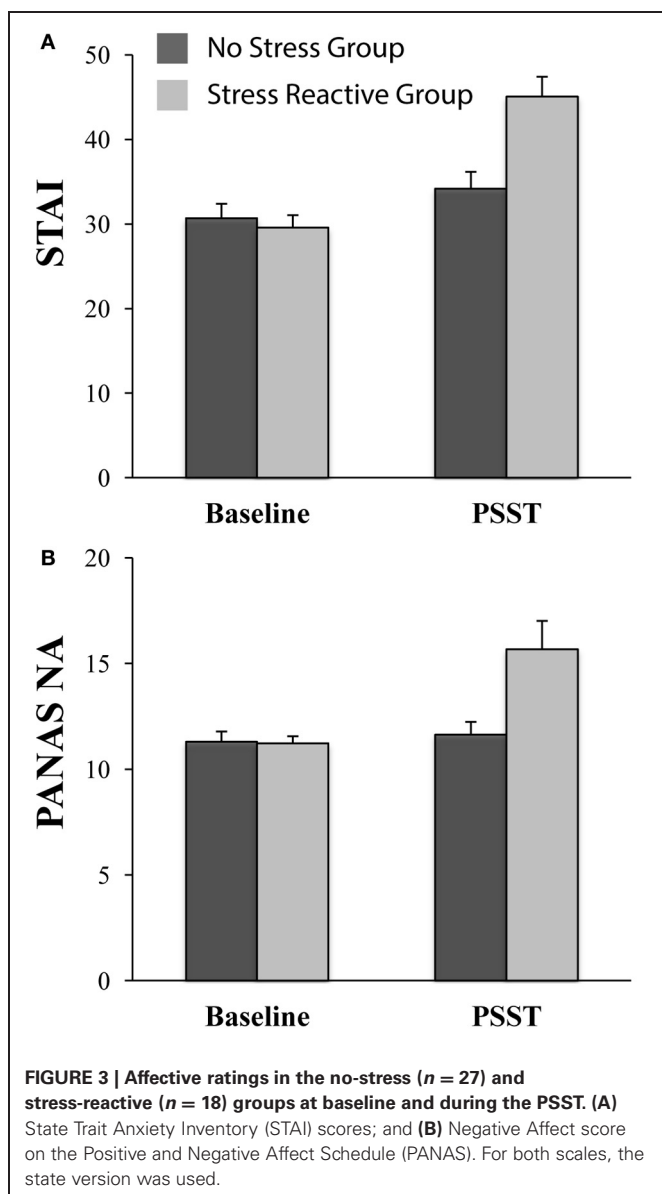 A
No Stress Group
Stress Reactive Group
STAI
50
40
30
20
10
0
Baseline PSST
B
PANAS NA
20
15
10
5
0
Baseline PSST
FIGURE 3 | Affective ratings in the no-stress (n = 27) and
stress-reactive (n = 18) groups at baseline and during the PSST. (A)
State Trait Anxiety Inventory (STAI) scores; and (B) Negative Affect score
on the Positive and Negative Affect Schedule (PANAS). For both scales, the
state version was used.